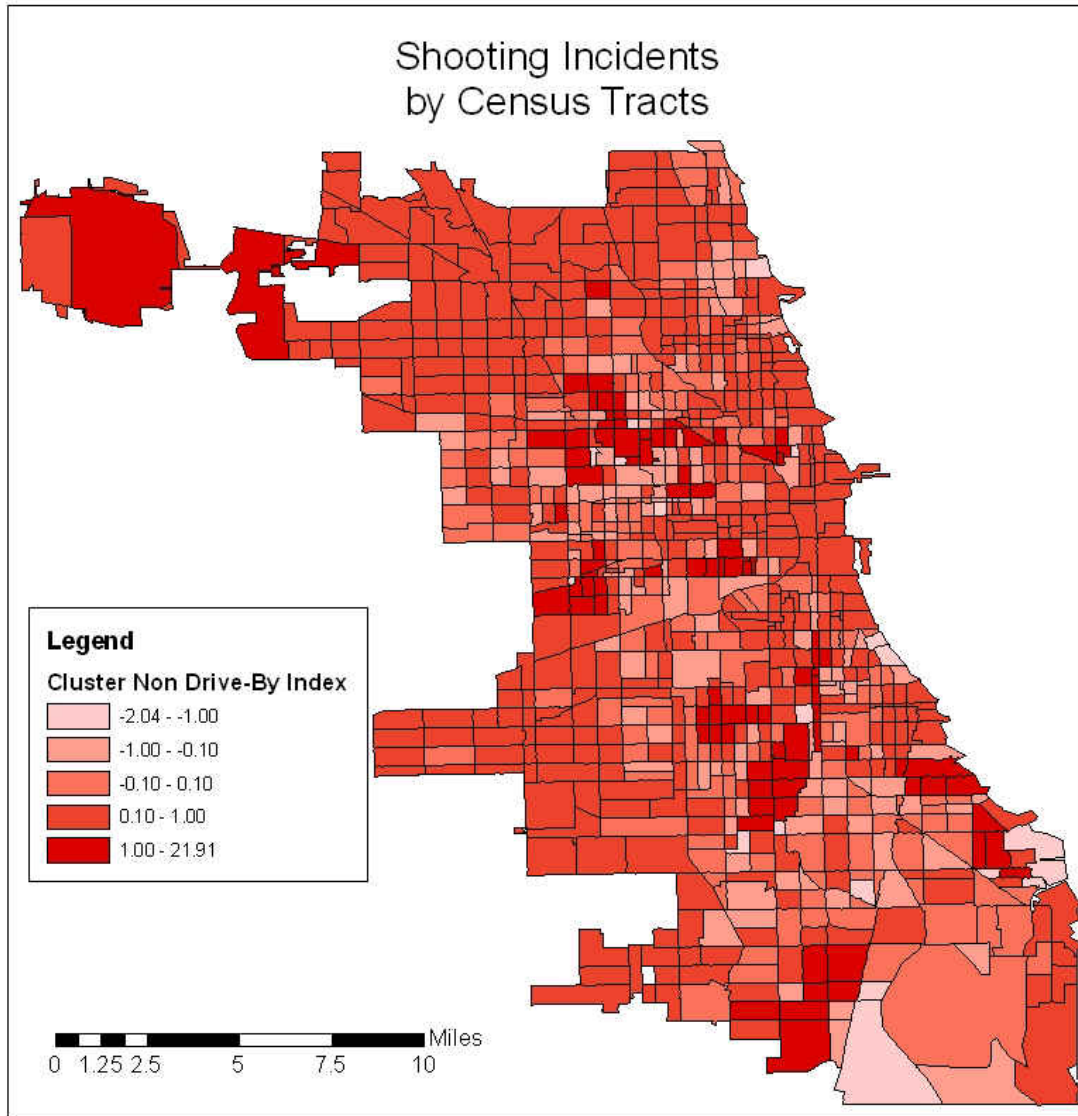 Shooting Incidents
by Census Tracts
Legend
Cluster Non Drive-By Index
-2.04 - -1.00
-1.00 - -0.10
-0.10 - 0.10
0.10 - 1.00
1.00 - 21.91
Miles
0 1.25 2.5 5 7.5 10